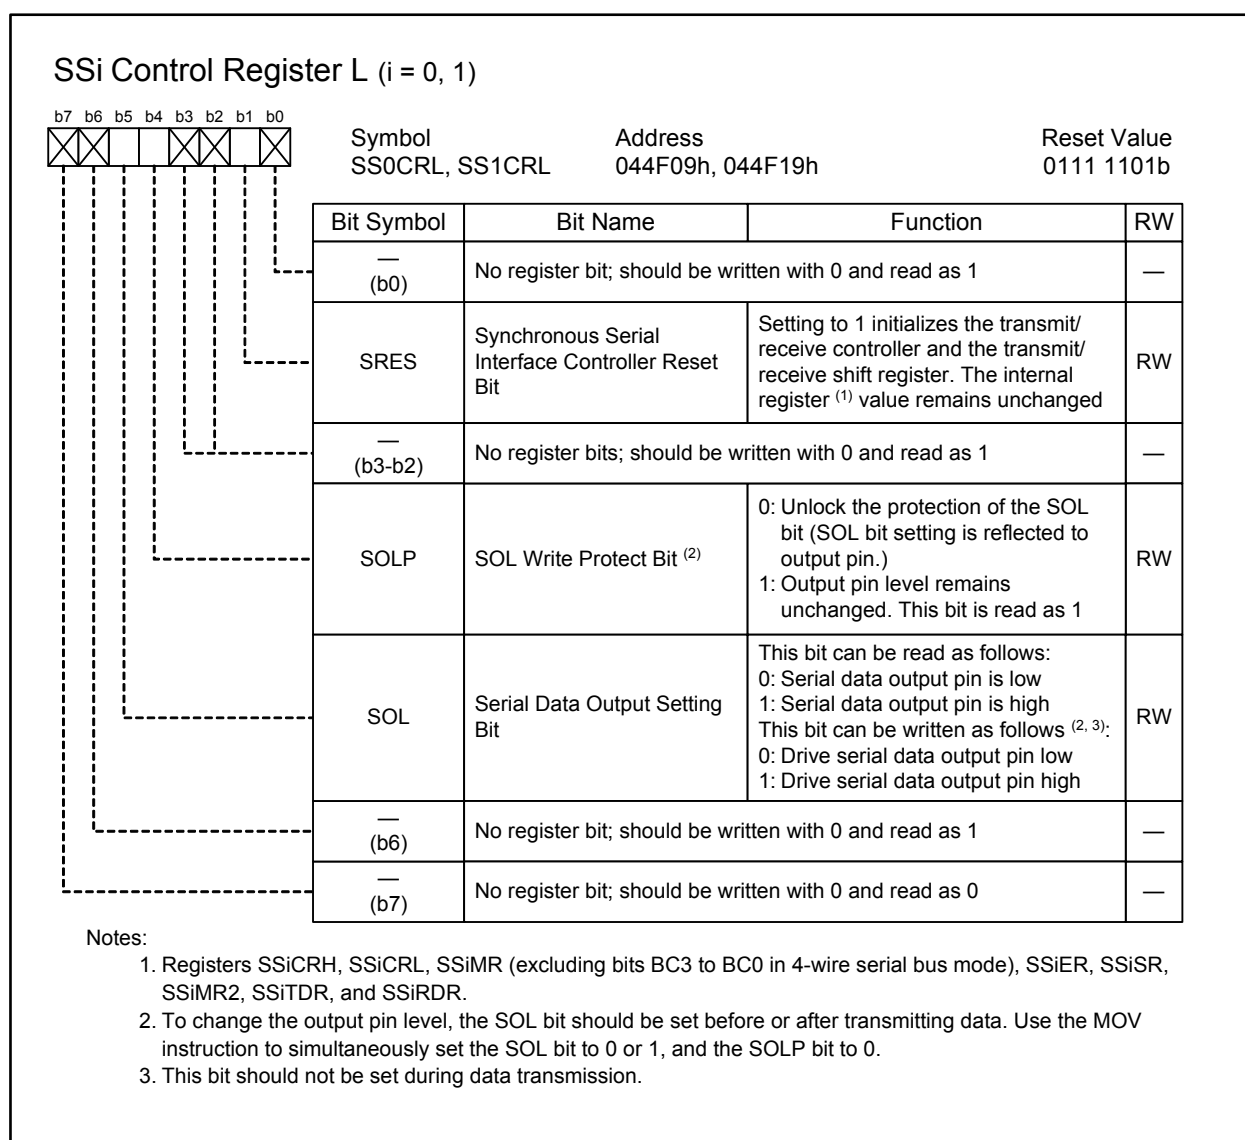 SSi Control Register L (i = 0, 1)
b7 b6 b5 b4 b3 b2 b1 b0
Symbol Address Reset Value
SS0CRL, SS1CRL 044F09h, 044F19h 0111 1101b
Bit Symbol Bit Name Function RW
—
(b0)
No register bit; should be written with 0 and read as 1
—
SRES
Synchronous Serial
Interface Controller Reset
Bit
Setting to 1 initializes the transmit/
receive controller and the transmit/
receive shift register. The internal
register (1) value remains unchanged
RW
—
(b3-b2)
No register bits; should be written with 0 and read as 1
—
SOLP
SOL Write Protect Bit (2)
0: Unlock the protection of the SOL
bit (SOL bit setting is reflected to
output pin.)
1: Output pin level remains
unchanged. This bit is read as 1
RW
SOL
Serial Data Output Setting
Bit
This bit can be read as follows:
0: Serial data output pin is low
1: Serial data output pin is high
This bit can be written as follows (2, 3):
0: Drive serial data output pin low
1: Drive serial data output pin high
RW
—
(b6)
No register bit; should be written with 0 and read as 1
—
—
(b7)
No register bit; should be written with 0 and read as 0
—
Notes:
1. Registers SSiCRH, SSiCRL, SSiMR (excluding bits BC3 to BC0 in 4-wire serial bus mode), SSiER, SSiSR,
SSiMR2, SSiTDR, and SSiRDR.
2. To change the output pin level, the SOL bit should be set before or after transmitting data. Use the MOV
instruction to simultaneously set the SOL bit to 0 or 1, and the SOLP bit to 0.
3. This bit should not be set during data transmission.